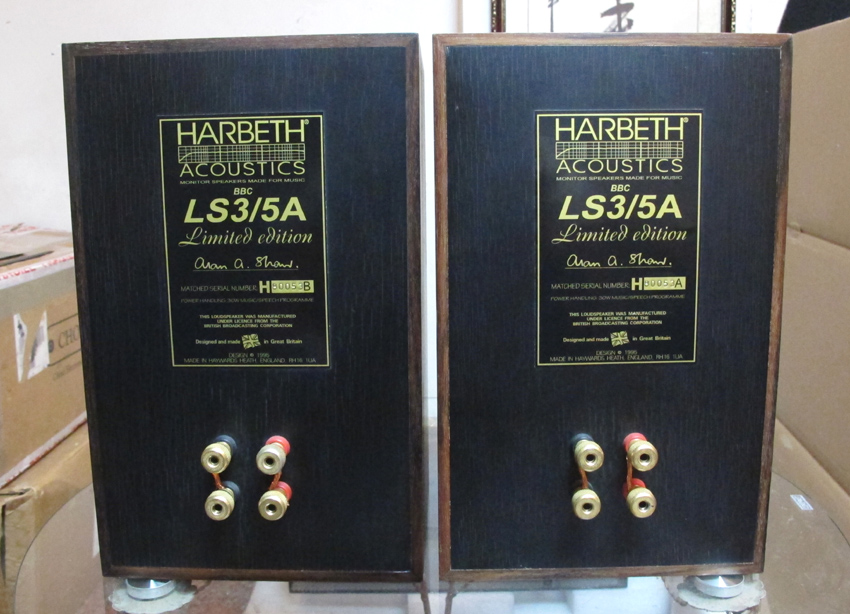 HARBETH
ACOUSTICS
MONITOR SPEAKERS MADE FOR MUSIC
BBC
LS3/5A
Limited edition
Alan A. Shaw.
MATCHED SERIAL NUMBER: H B
POWER HANDLING: 50W MUSIC/SPEECH PROGRAMME
THIS LOUDSPEAKER WAS MANUFACTURED
UNDER LICENCE FROM THE
BRITISH BROADCASTING CORPORATION
Designed and made in Great Britain
DESIGN © 1995
MADE IN HAYWARDS HEATH, ENGLAND, RH16 1UA
HARBETH
ACOUSTICS
MONITOR SPEAKERS MADE FOR MUSIC
BBC
LS3/5A
Limited edition
Alan A. Shaw.
MATCHED SERIAL NUMBER: H A
POWER HANDLING: 50W MUSIC/SPEECH PROGRAMME
THIS LOUDSPEAKER WAS MANUFACTURED
UNDER LICENCE FROM THE
BRITISH BROADCASTING CORPORATION
Designed and made in Great Britain
DESIGN © 1995
MADE IN HAYWARDS HEATH, ENGLAND, RH16 1UA